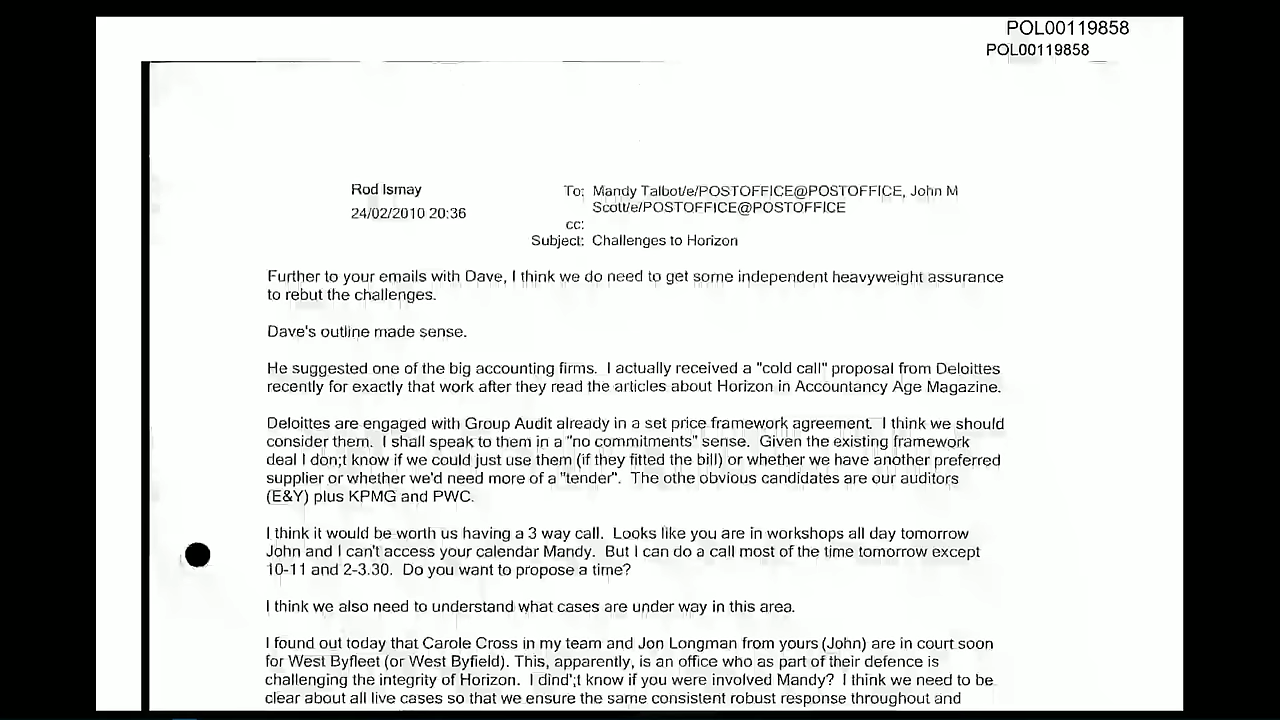 POL00119858
POL00119858
Rod Ismay
24/02/2010 20:36
To: Mandy Talbot/e/POSTOFFICE@POSTOFFICE, John M
Scott/e/POSTOFFICE@POSTOFFICE
cc:
Subject: Challenges to Horizon
Further to your emails with Dave, I think we do need to get some independent heavyweight assurance
to rebut the challenges.
Dave's outline made sense.
He suggested one of the big accounting firms. I actually received a "cold call" proposal from Deloittes
recently for exactly that work after they read the articles about Horizon in Accountancy Age Magazine.
Deloittes are engaged with Group Audit already in a set price framework agreement. I think we should
consider them. I shall speak to them in a "no commitments" sense. Given the existing framework
deal I don;t know if we could just use them (if they fitted the bill) or whether we have another preferred
supplier or whether we'd need more of a "tender". The othe obvious candidates are our auditors
(E&Y) plus KPMG and PWC.
I think it would be worth us having a 3 way call. Looks like you are in workshops all day tomorrow
John and I can't access your calendar Mandy. But I can do a call most of the time tomorrow except
10-11 and 2-3.30. Do you want to propose a time?
I think we also need to understand what cases are under way in this area.
I found out today that Carole Cross in my team and Jon Longman from yours (John) are in court soon
for West Byfleet (or West Byfield). This, apparently, is an office who as part of their defence is
challenging the integrity of Horizon. I dind';t know if you were involved Mandy? I think we need to be
clear about all live cases so that we ensure the same consistent robust response throughout and